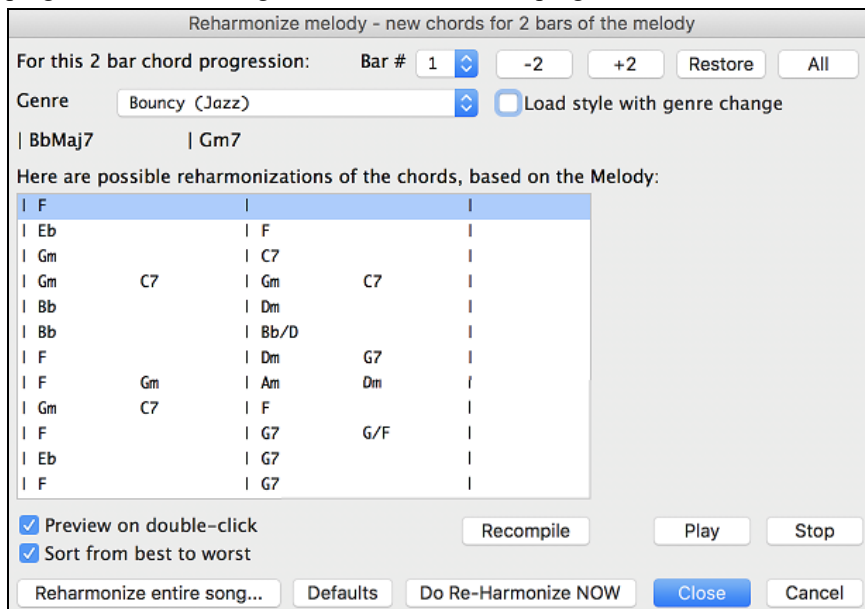 Reharmonize melody - new chords for 2 bars of the melody
For this 2 bar chord progression: Bar # 1 -2 +2 Restore All
Genre Bouncy (Jazz) Load style with genre change
| BbMaj7 | Gm7
Here are possible reharmonizations of the chords, based on the Melody:
| F | |
| Eb | F |
| Gm | C7 |
| Gm C7 | Gm C7 |
| Bb | Dm |
| Bb | Bb/D |
| F | Dm G7 |
| F Gm | Am Dm |
| Gm C7 | F |
| F | G7 G/F |
| Eb | G7 |
| F | G7 |
Preview on double-click Recompile Play Stop
Sort from best to worst
Reharmonize entire song... Defaults Do Re-Harmonize NOW Close Cancel